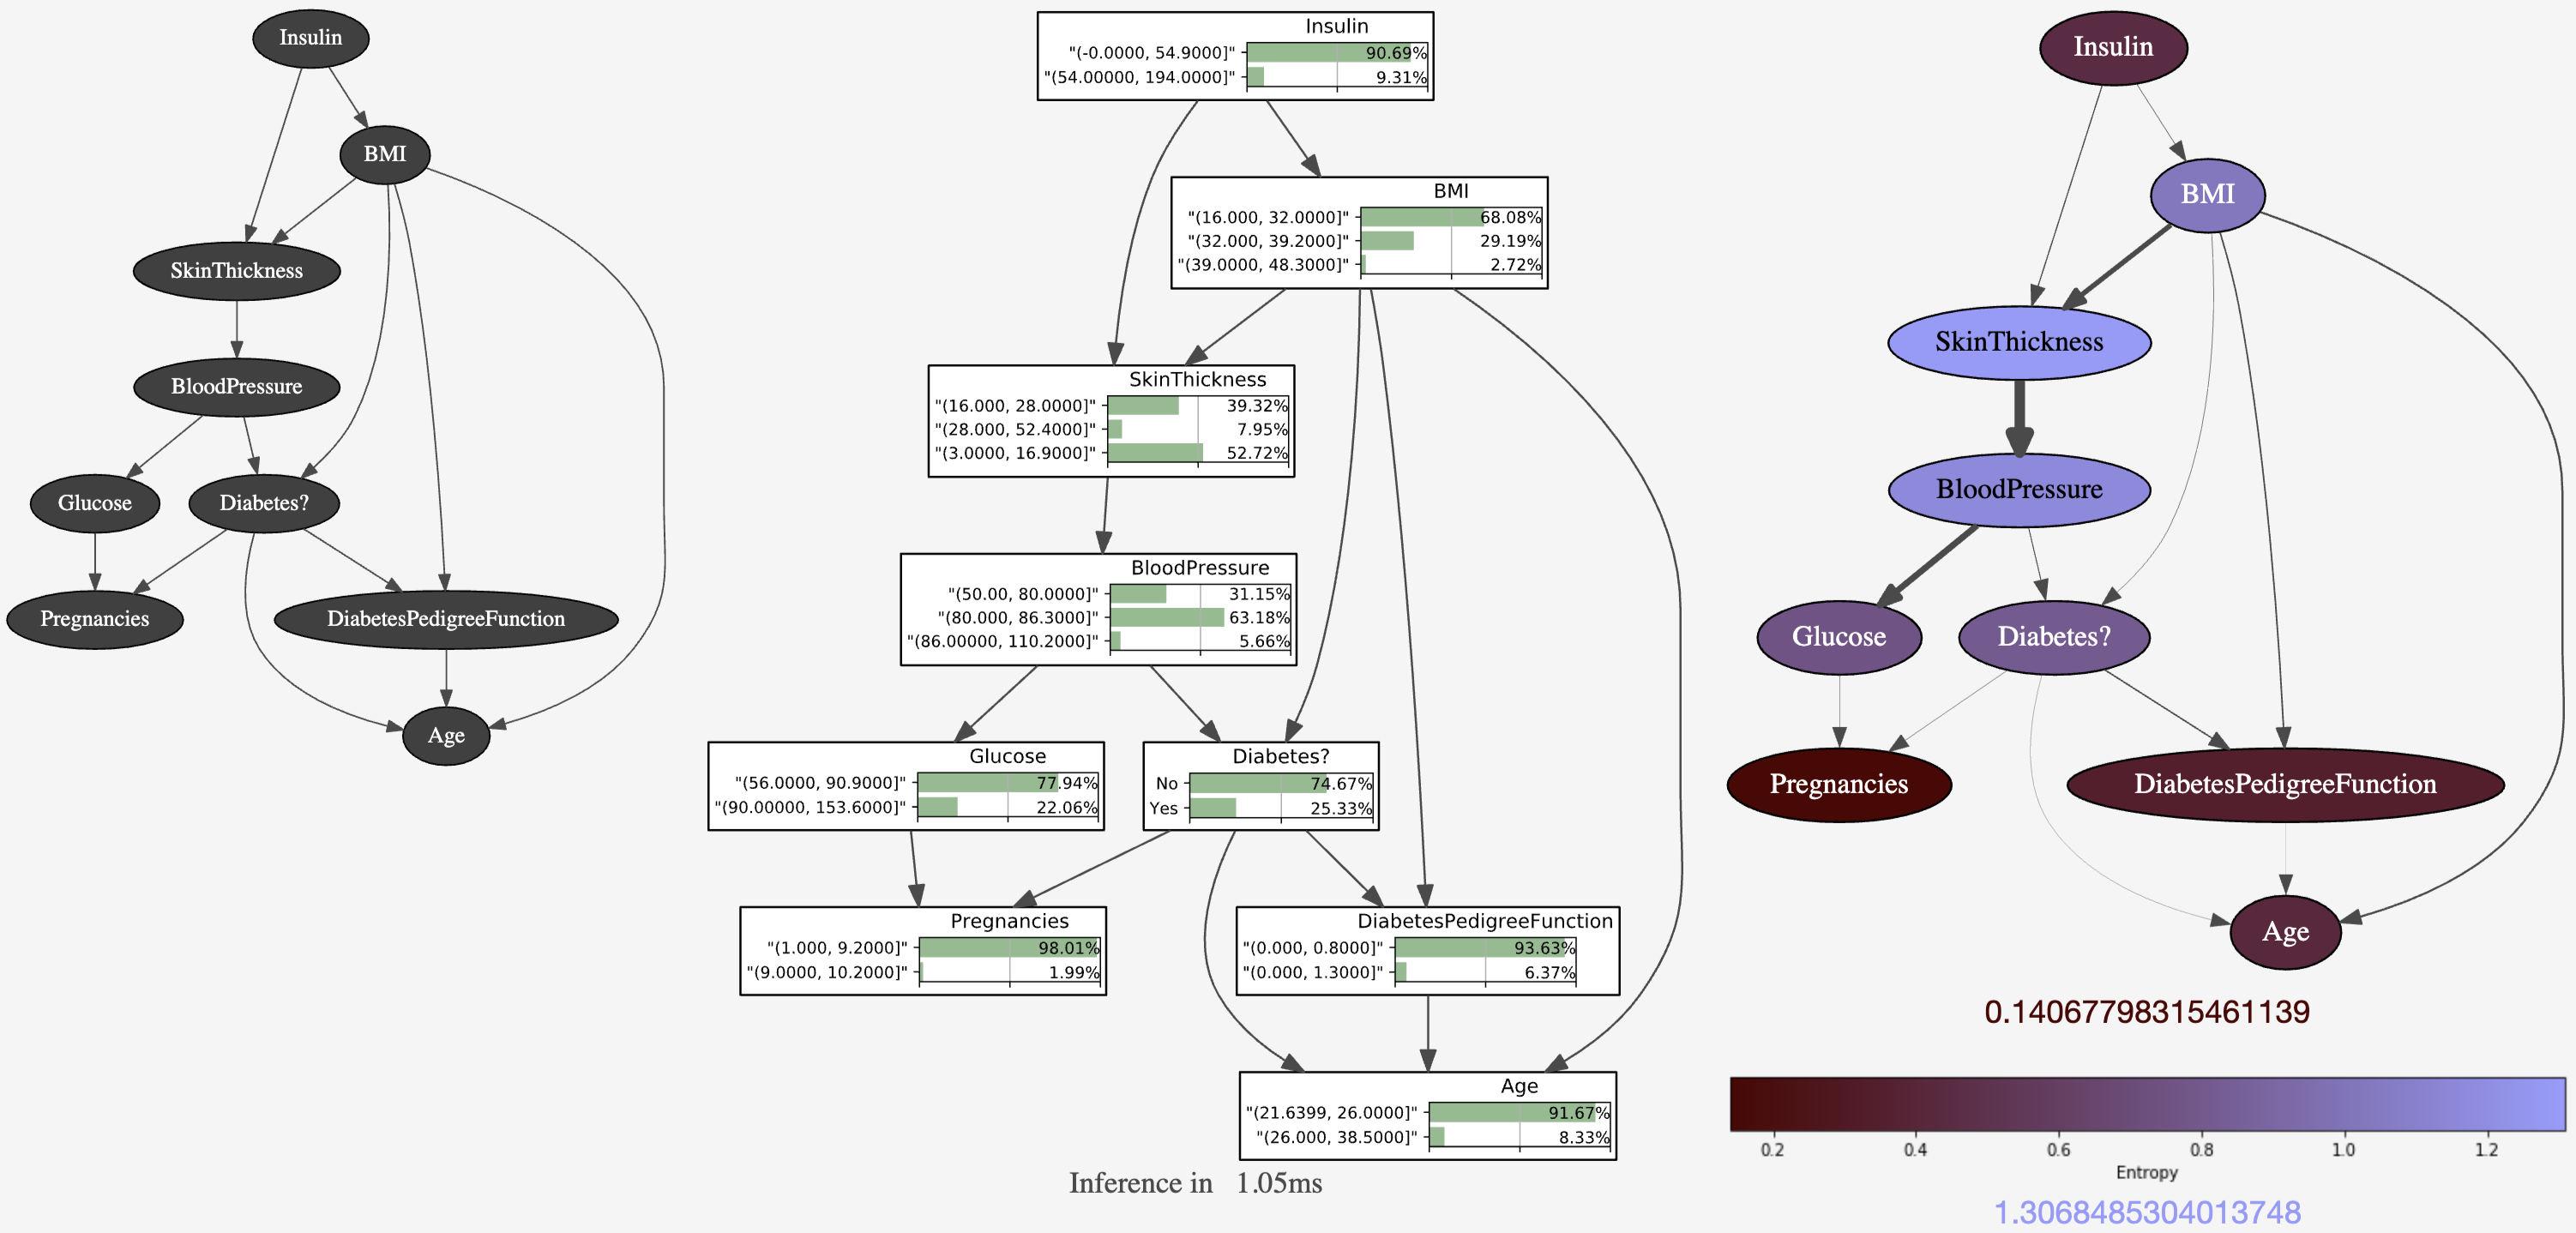 Insulin
BMI
SkinThickness
BloodPressure
Glucose
Diabetes?
Pregnancies
DiabetesPedigreeFunction
Age
Insulin
"(-0.0000, 54.9000]" 90.69%
"(54.00000, 194.0000]" 9.31%
BMI
"(16.000, 32.0000]" 68.08%
"(32.000, 39.2000]" 29.19%
"(39.0000, 48.3000]" 2.72%
SkinThickness
"(16.000, 28.0000]" 39.32%
"(28.000, 52.4000]" 7.95%
"(3.0000, 16.9000]" 52.72%
BloodPressure
"(50.00, 80.0000]" 31.15%
"(80.000, 86.3000]" 63.18%
"(86.00000, 110.2000]" 5.66%
Glucose
"(56.0000, 90.9000]" 77.94%
"(90.00000, 153.6000]" 22.06%
Diabetes?
No 74.67%
Yes 25.33%
Pregnancies
"(1.000, 9.2000]" 98.01%
"(9.0000, 10.2000]" 1.99%
DiabetesPedigreeFunction
"(0.000, 0.8000]" 93.63%
"(0.000, 1.3000]" 6.37%
Age
"(21.6399, 26.0000]" 91.67%
"(26.000, 38.5000]" 8.33%
Inference in 1.05ms
Insulin
BMI
SkinThickness
BloodPressure
Glucose
Diabetes?
Pregnancies
DiabetesPedigreeFunction
Age
0.14067798315461139
0.2 0.4 0.6 0.8 1.0 1.2
Entropy
1.3068485304013748